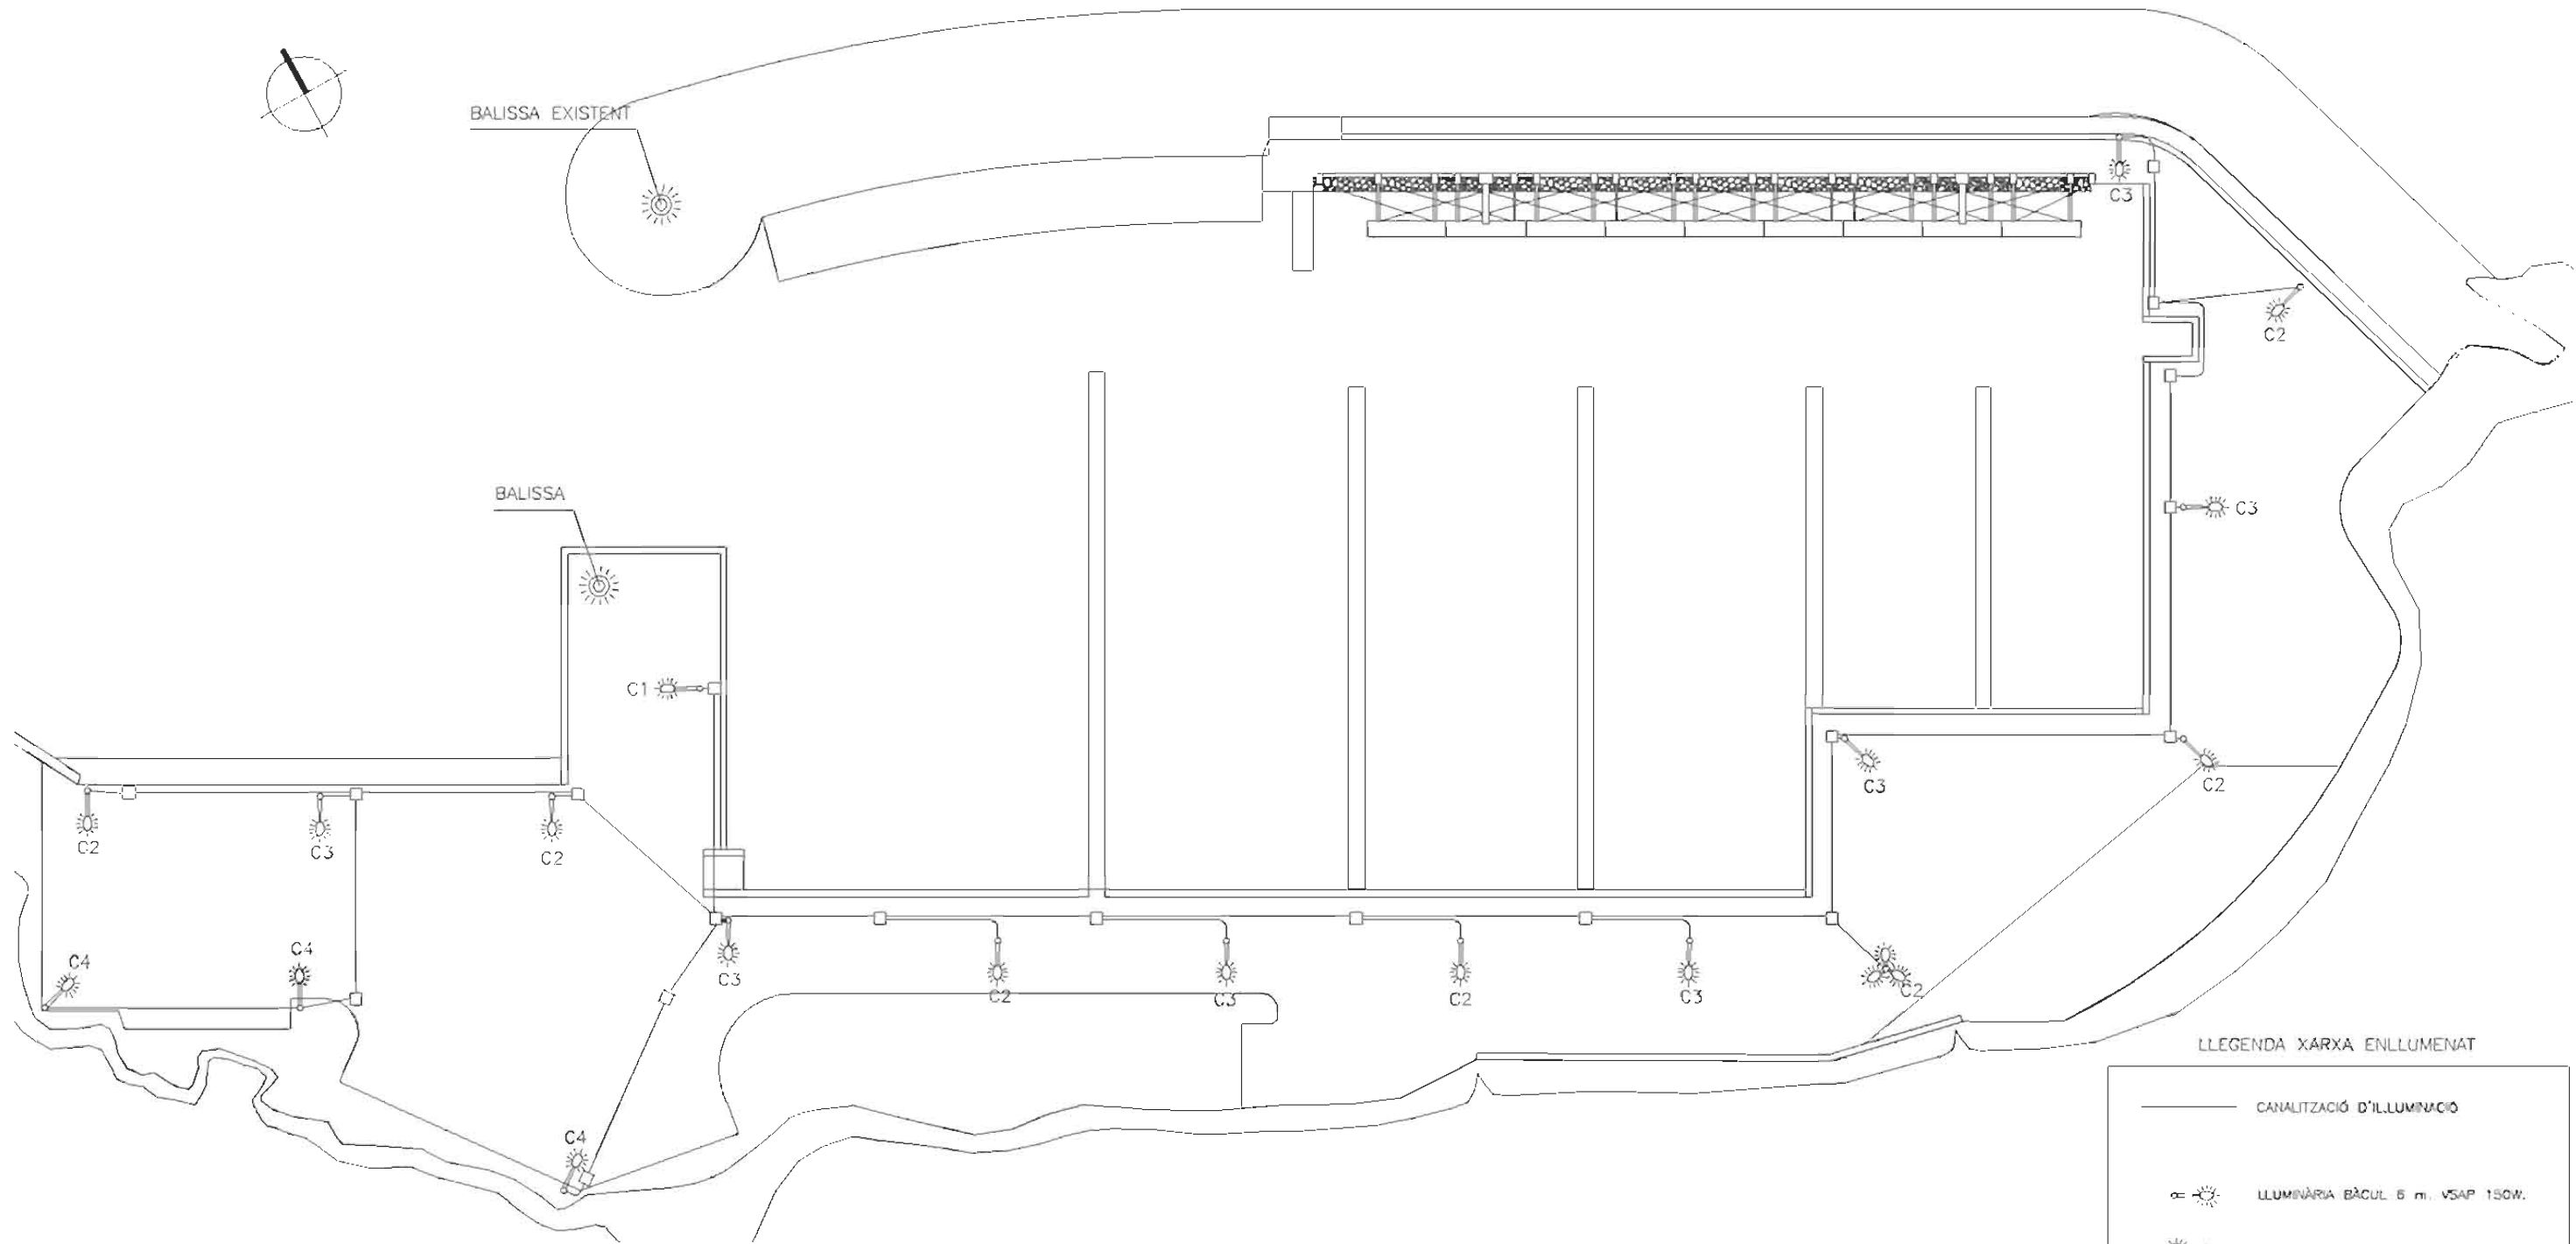 BALISSA EXISTENT
C3
C2
BALISSA
C3
C1
C3
C2
C2
C3
C2
C4
C4
C3
C2
C3
C2
C3
C2
C4
LLEGENDA XARXA ENLLUMENAT
CANALITZACIÓ D'IL.LUMINACIÓ
LLUMINÀRIA BÀCUL 6 m. VSAP 150W.